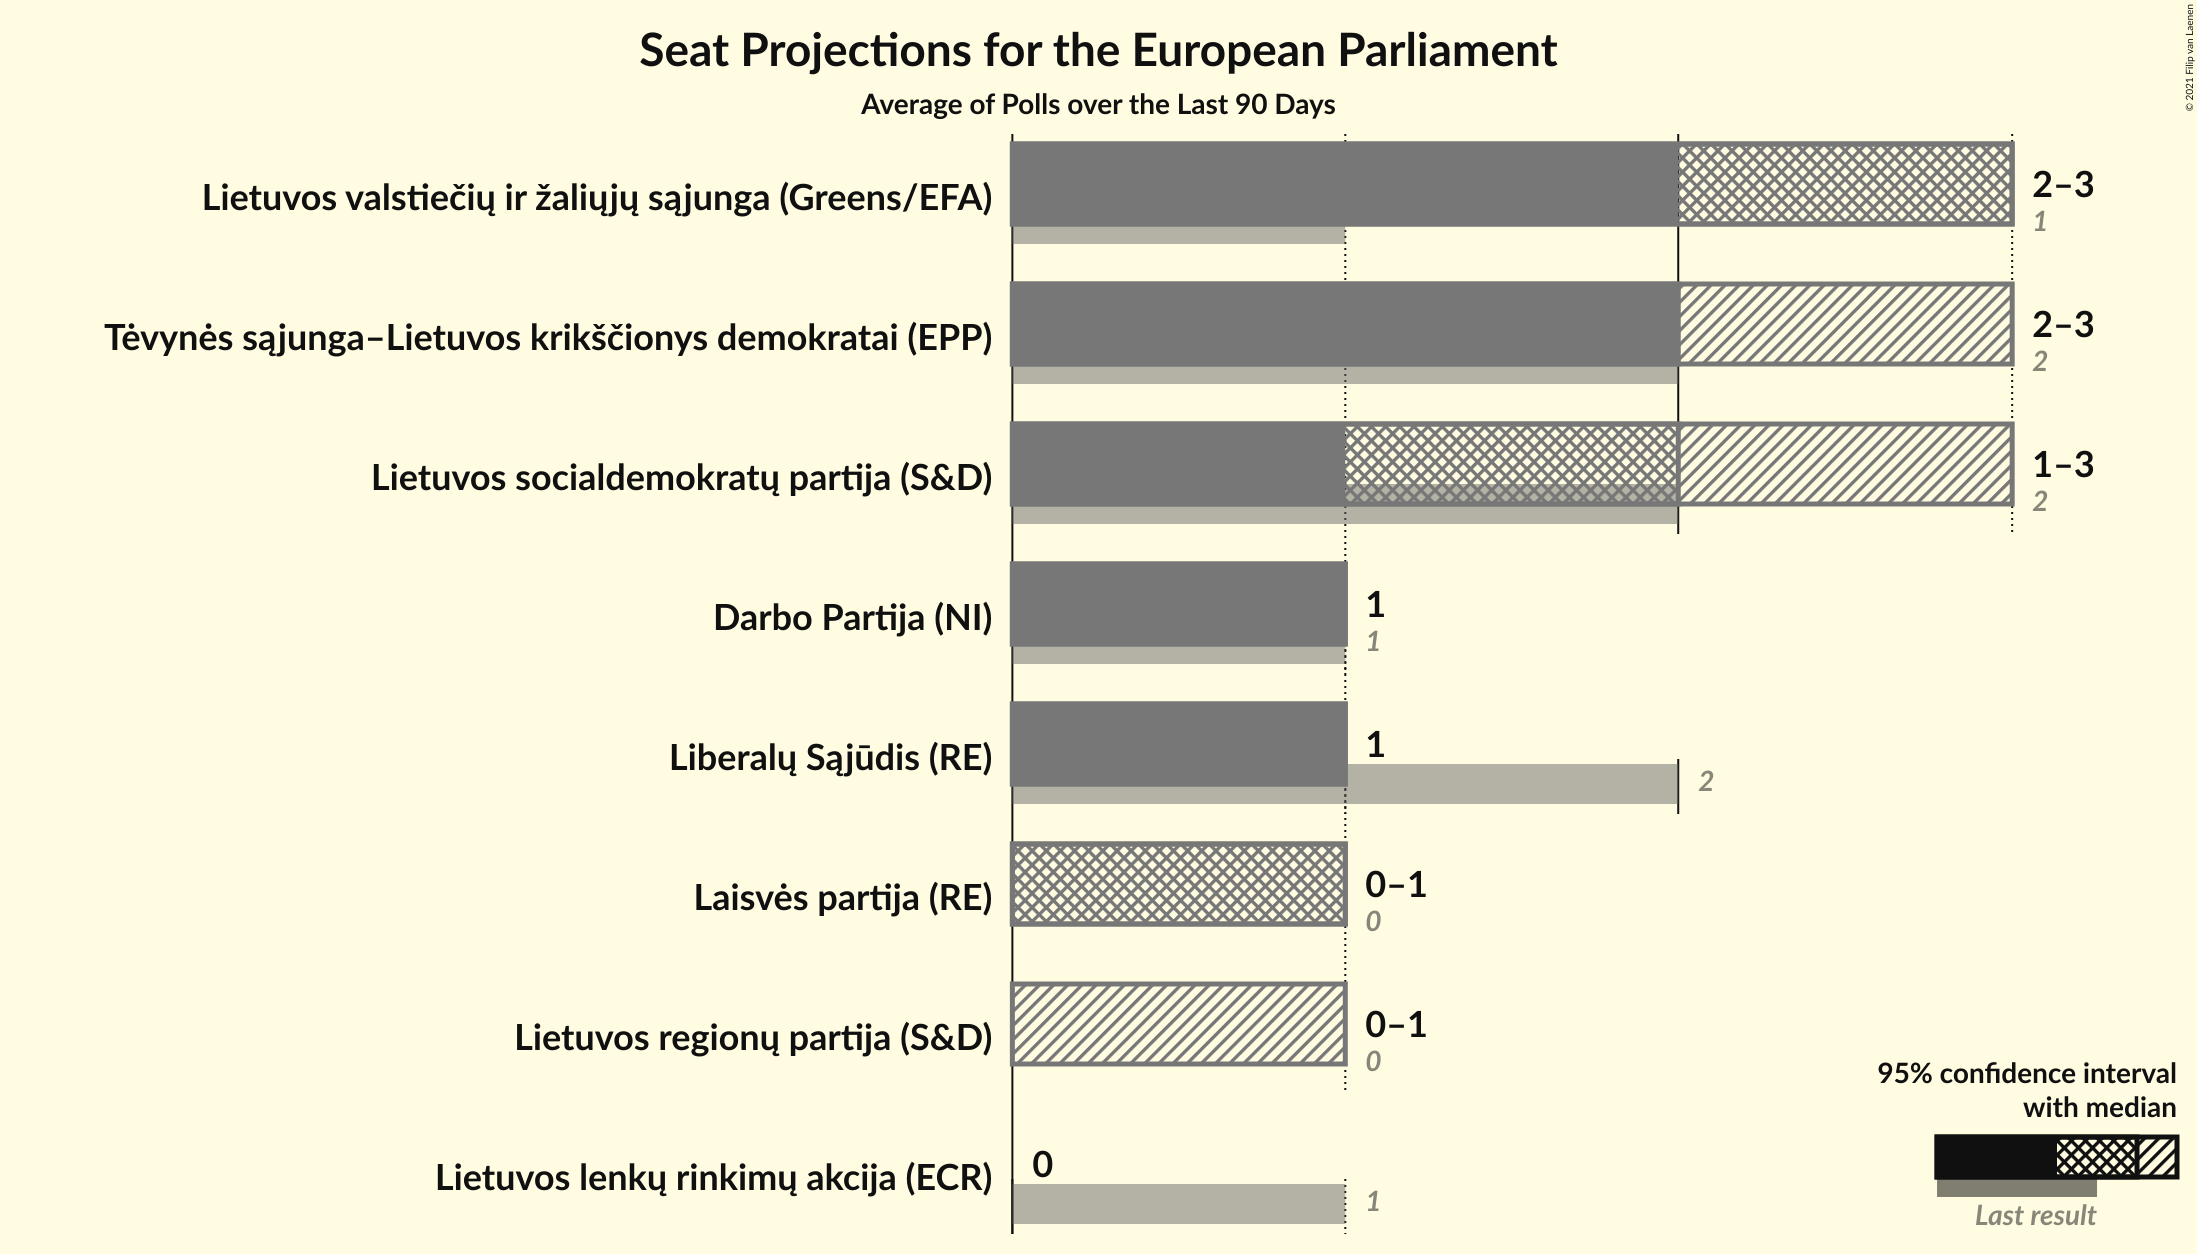 Seat Projections for the European Parliament
Average of Polls over the Last 90 Days
© 2021 Filip van Laenen
Lietuvos valstiečių ir žaliųjų sąjunga (Greens/EFA)
2–3
1
Tėvynės sąjunga–Lietuvos krikščionys demokratai (EPP)
2–3
2
Lietuvos socialdemokratų partija (S&D)
1–3
2
Darbo Partija (NI)
1
1
Liberalų Sąjūdis (RE)
1
2
Laisvės partija (RE)
0–1
0
Lietuvos regionų partija (S&D)
0–1
0
Lietuvos lenkų rinkimų akcija (ECR)
0
1
95% confidence interval
with median
Last result